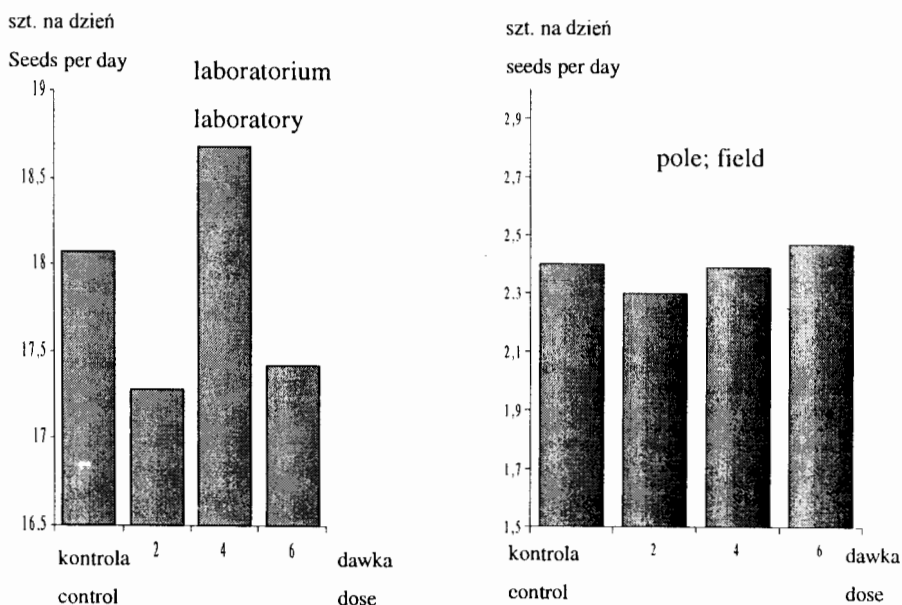 szt. na dzień
Seeds per day
laboratorium
laboratory
19
18.5
18
17.5
17
16.5
kontrola 2 4 6 dawka
control dose
szt. na dzień
seeds per day
pole; field
2,9
2,7
2,5
2,3
2,1
1,9
1,7
1,5
kontrola 2 4 6 dawka
control dose